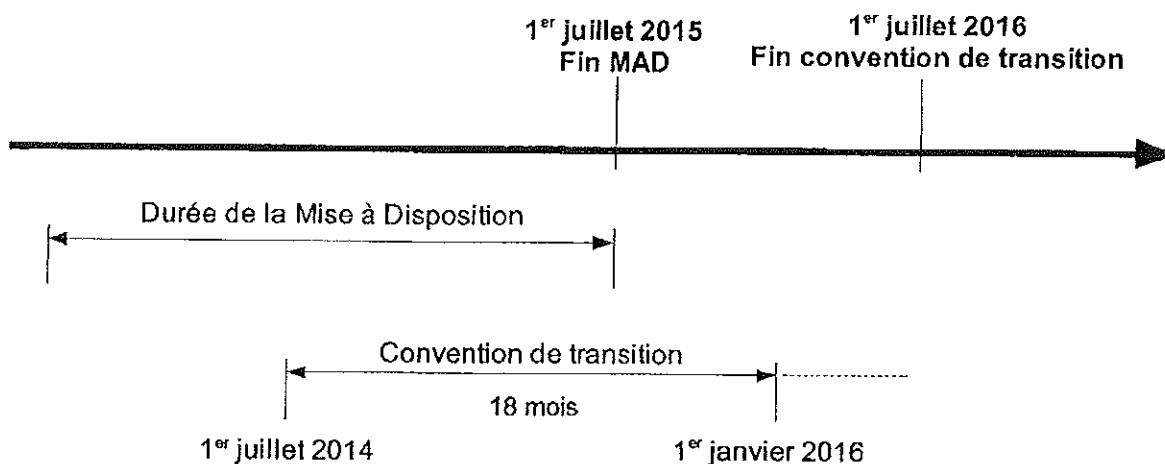 1er juillet 2015
Fin MAD
1er juillet 2016
Fin convention de transition
Durée de la Mise à Disposition
Convention de transition
18 mois
1er juillet 2014
1er janvier 2016